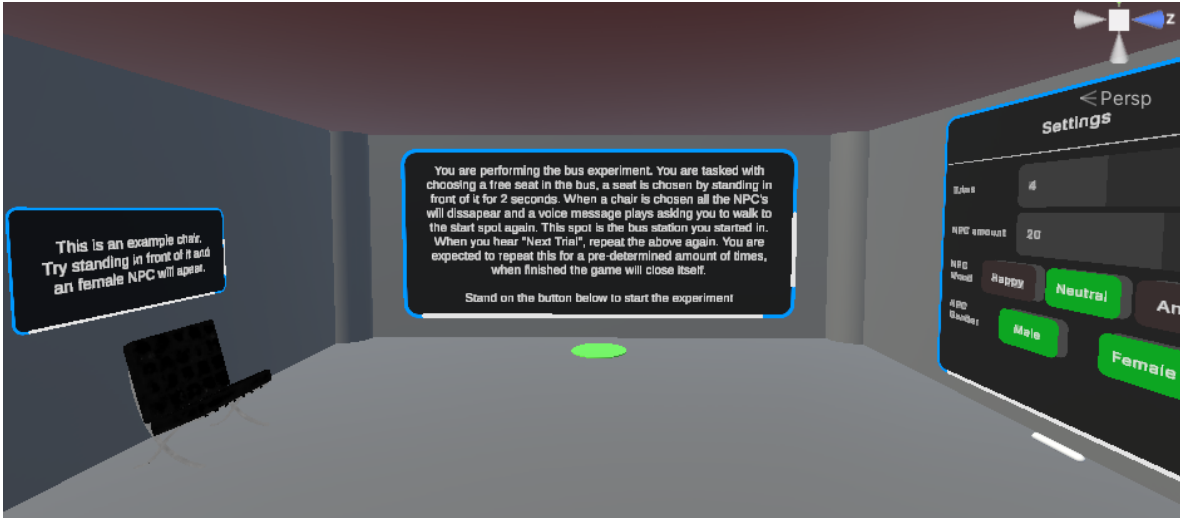 Z
Persp
This is an example chair.
Try standing in front of it and
an female NPC will apear.
You are performing the bus experiment. You are tasked with
choosing a free seat in the bus, a seat is chosen by standing in
front of it for 2 seconds. When a chair is chosen all the NPC's
will dissapear and a voice message plays asking you to walk to
the start spot again. This spot is the bus station you started in.
When you hear "Next Trial", repeat the above again. You are
expected to repeat this for a pre-determined amount of times,
when finished the game will close itself.
Stand on the button below to start the experiment
Settings
4
NPC amount 20
NPC
Mood
Happy Neutral An
NPC
Gender
Male Female